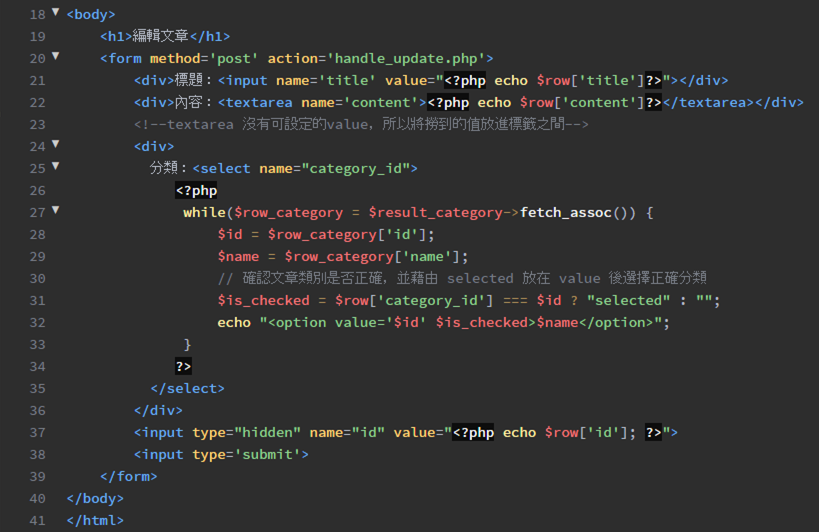 18 <body>
19 <h1>編輯文章</h1>
20 <form method='post' action='handle_update.php'>
21 <div>標題：<input name='title' value="<?php echo $row['title']?>"></div>
22 <div>內容：<textarea name='content'><?php echo $row['content']?></textarea></div>
23 <!--textarea 沒有可設定的value，所以將撈到的值放進標籤之間-->
24 <div>
25 分類：<select name="category_id">
26 <?php
27 while($row_category = $result_category->fetch_assoc()) {
28 $id = $row_category['id'];
29 $name = $row_category['name'];
30 // 確認文章類別是否正確，並藉由 selected 放在 value 後選擇正確分類
31 $is_checked = $row['category_id'] === $id ? "selected" : "";
32 echo "<option value='$id' $is_checked>$name</option>";
33 }
34 ?>
35 </select>
36 </div>
37 <input type="hidden" name="id" value="<?php echo $row['id']; ?>">
38 <input type='submit'>
39 </form>
40 </body>
41 </html>